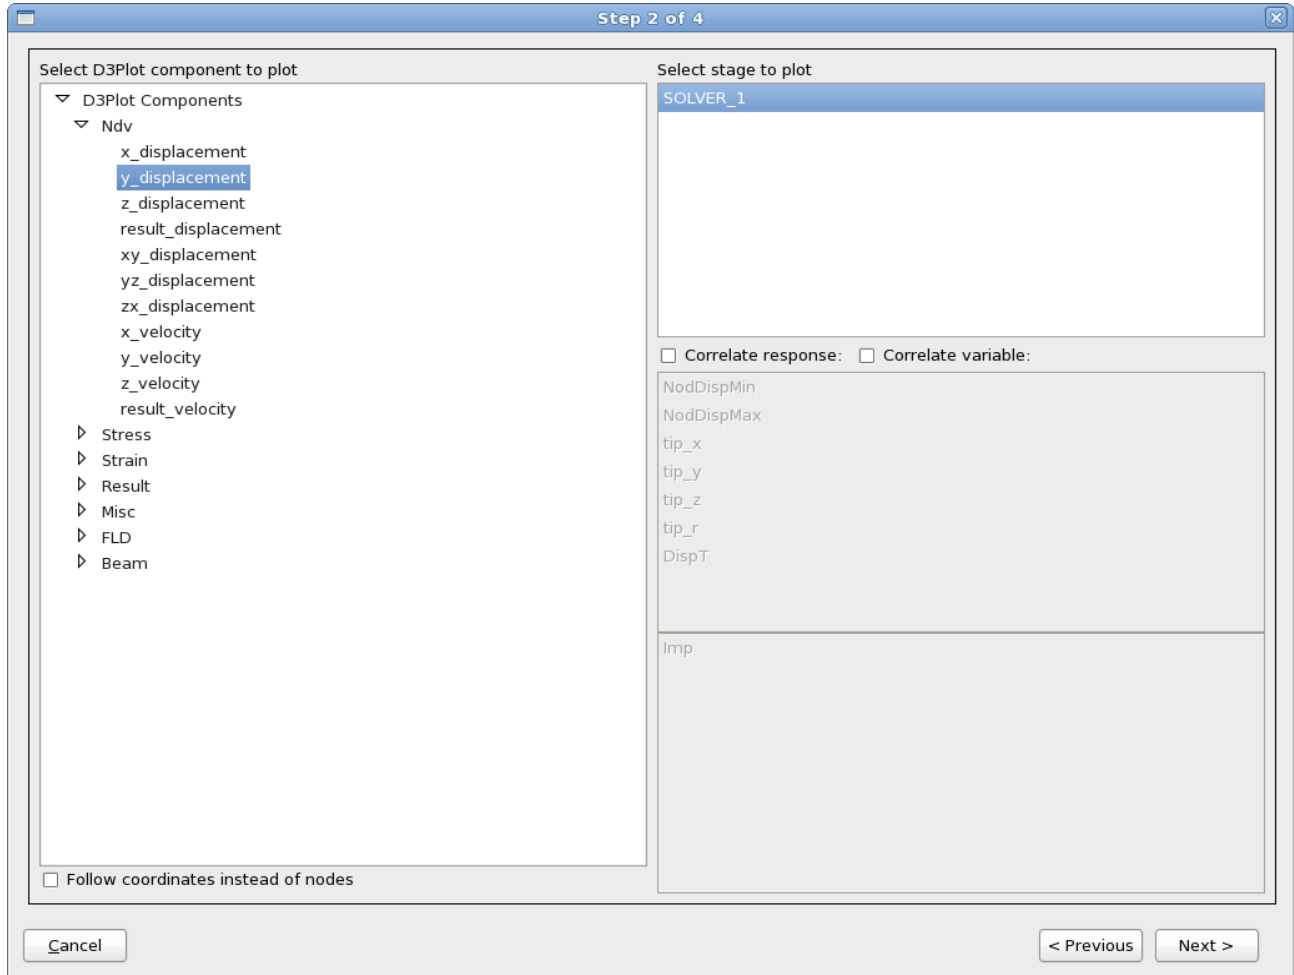 Step 2 of 4
Select D3Plot component to plot
D3Plot Components
Ndv
x_displacement
y_displacement
z_displacement
result_displacement
xy_displacement
yz_displacement
zx_displacement
x_velocity
y_velocity
z_velocity
result_velocity
Stress
Strain
Result
Misc
FLD
Beam
Follow coordinates instead of nodes
Select stage to plot
SOLVER_1
Correlate response: Correlate variable:
NodDispMin
NodDispMax
tip_x
tip_y
tip_z
tip_r
DispT
Imp
Cancel
< Previous
Next >